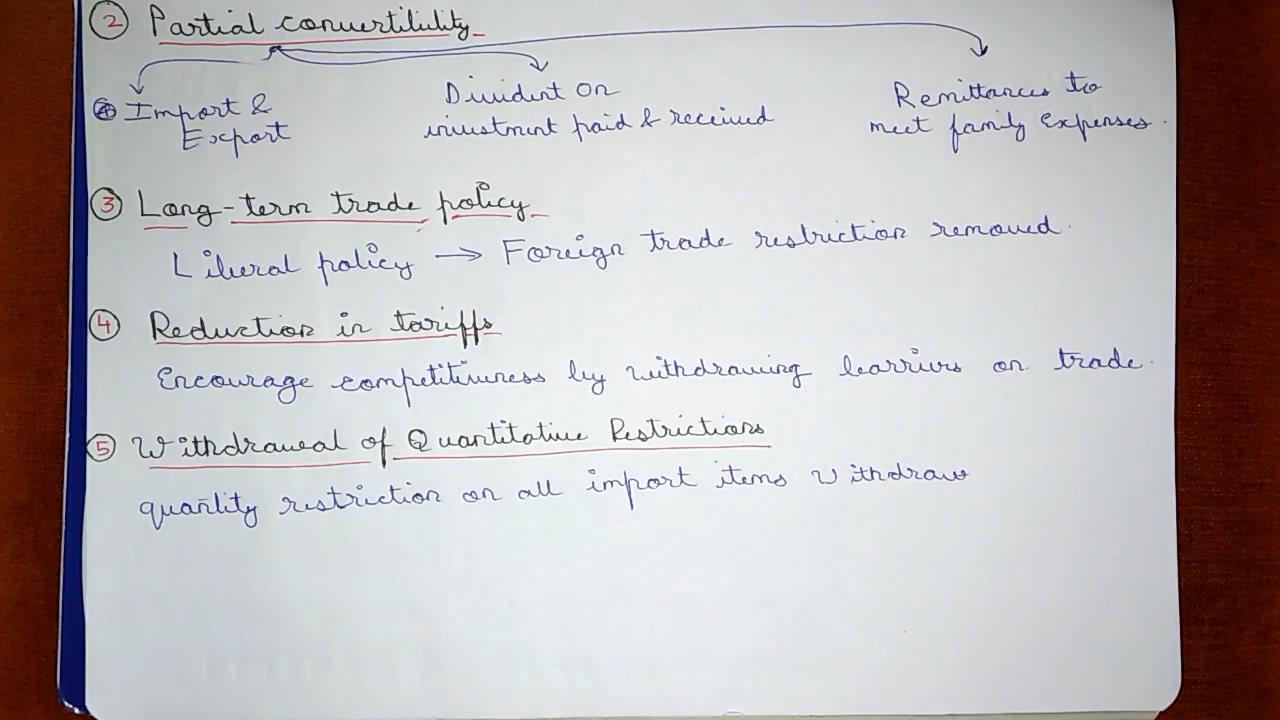 ② Partial convertibility
Import &
Export
Divident on
investment paid & received
Remittances to
meet family expenses.
③ Long-term trade policy
Liberal policy → Foreign trade restriction removed.
④ Reduction in tariffs
Encourage competitiveness by withdrawing barriers on trade.
⑤ Withdrawal of Quantitative Restrictions
quantity restriction on all import items withdraw